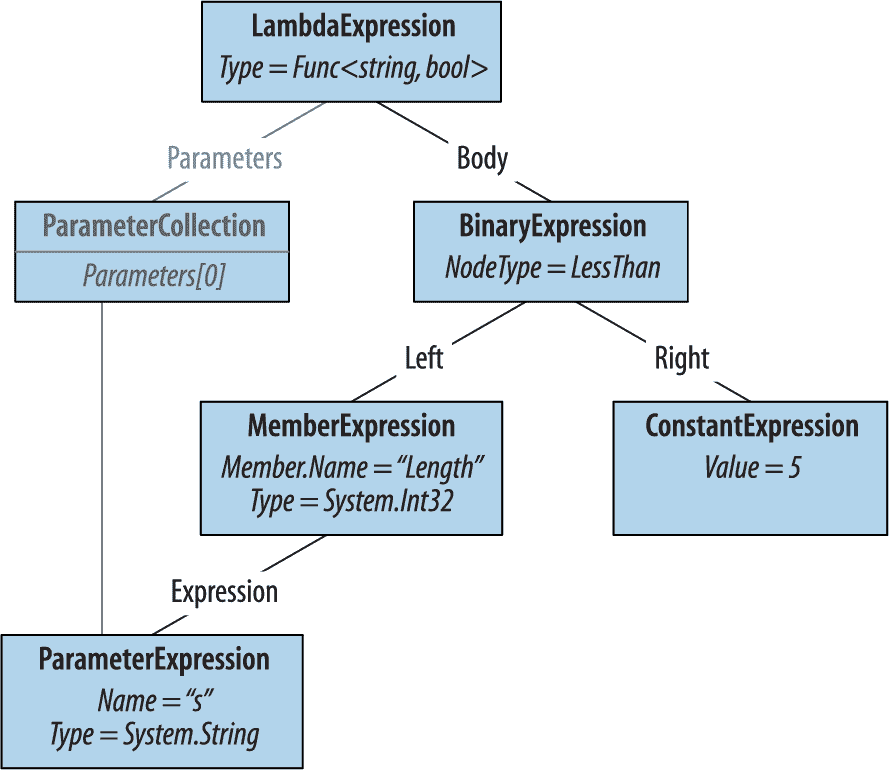 LambdaExpression
Type = Func<string, bool>
Parameters
Body
ParameterCollection
Parameters[0]
BinaryExpression
NodeType = LessThan
Left
Right
MemberExpression
Member.Name = “Length”
Type = System.Int32
ConstantExpression
Value = 5
Expression
ParameterExpression
Name = “s”
Type = System.String